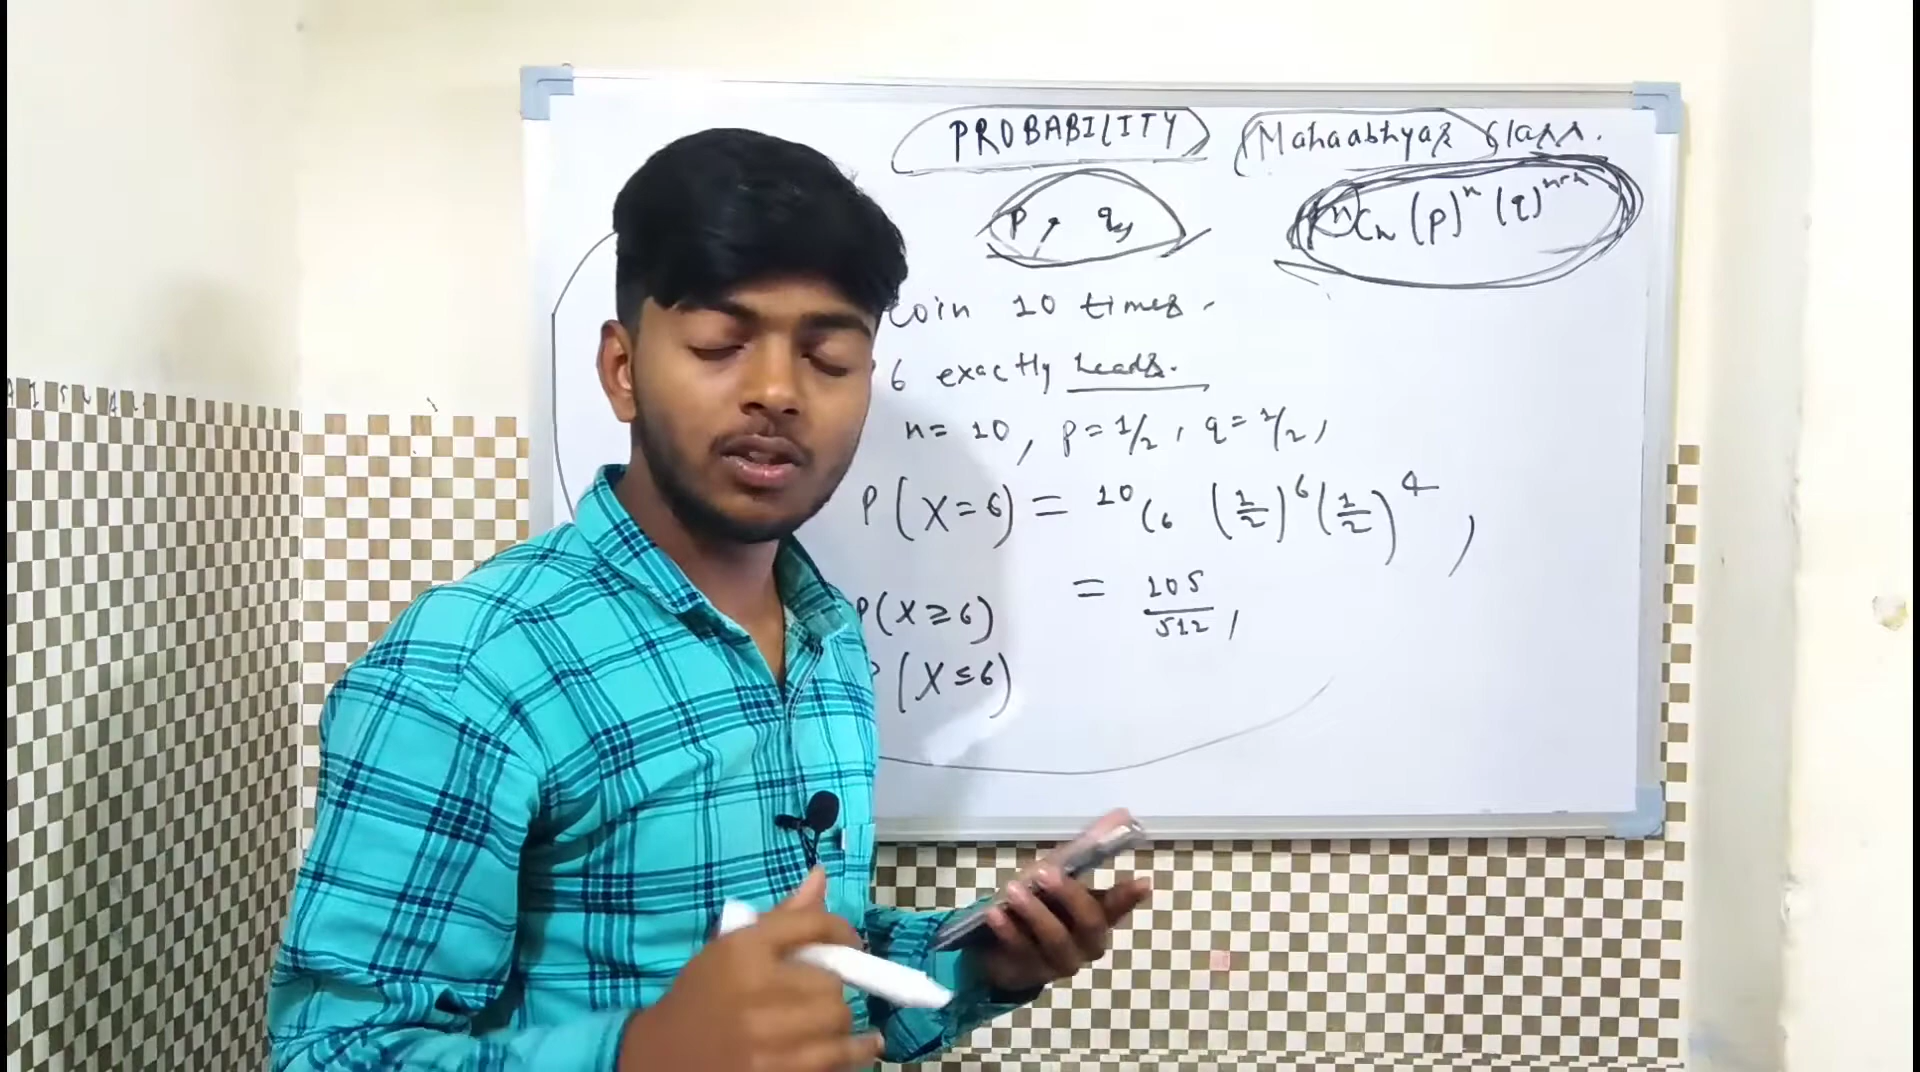 PROBABILITY Mahaabhyas Class.
p, q, nCn (p)^n (q)^n-n
coin 10 times.
6 exactly heads.
n= 10, p=1/2, q=1/2,
P(X=6) = 10C6 (1/2)^6 (1/2)^4,
= 105/512,
P(X≥6)
(X≤6)